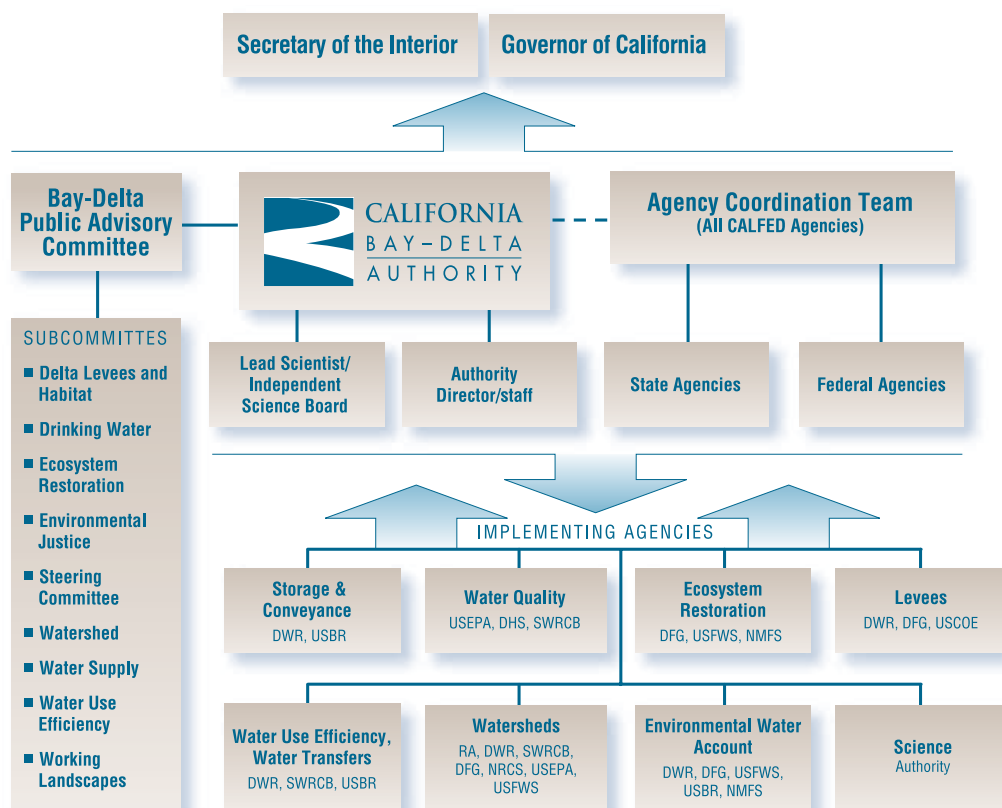 Secretary of the Interior
Governor of California
Bay-Delta
Public Advisory
Committee
CALIFORNIA
BAY–DELTA
AUTHORITY
Agency Coordination Team
(All CALFED Agencies)
SUBCOMMITTES
Delta Levees and
Habitat
Drinking Water
Ecosystem
Restoration
Environmental
Justice
Steering
Committee
Watershed
Water Supply
Water Use
Efficiency
Working
Landscapes
Lead Scientist/
Independent
Science Board
Authority
Director/staff
State Agencies
Federal Agencies
IMPLEMENTING AGENCIES
Storage &
Conveyance
DWR, USBR
Water Quality
USEPA, DHS, SWRCB
Ecosystem
Restoration
DFG, USFWS, NMFS
Levees
DWR, DFG, USCOE
Water Use Efficiency,
Water Transfers
DWR, SWRCB, USBR
Watersheds
RA, DWR, SWRCB,
DFG, NRCS, USEPA,
USFWS
Environmental Water
Account
DWR, DFG, USFWS,
USBR, NMFS
Science
Authority